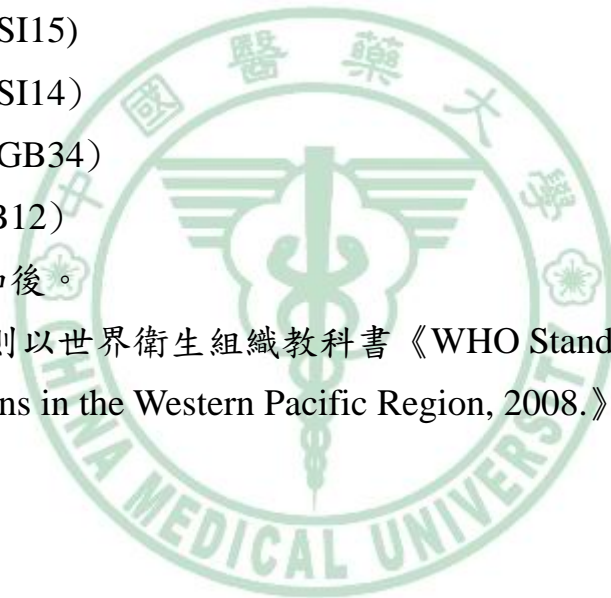 SI15)
SI14）
GB34）
B12）
後。
則以世界衛生組織教科書《WHO Stand
ns in the Western Pacific Region, 2008.》
中國醫藥大學
CHINA MEDICAL UNIVERSIT